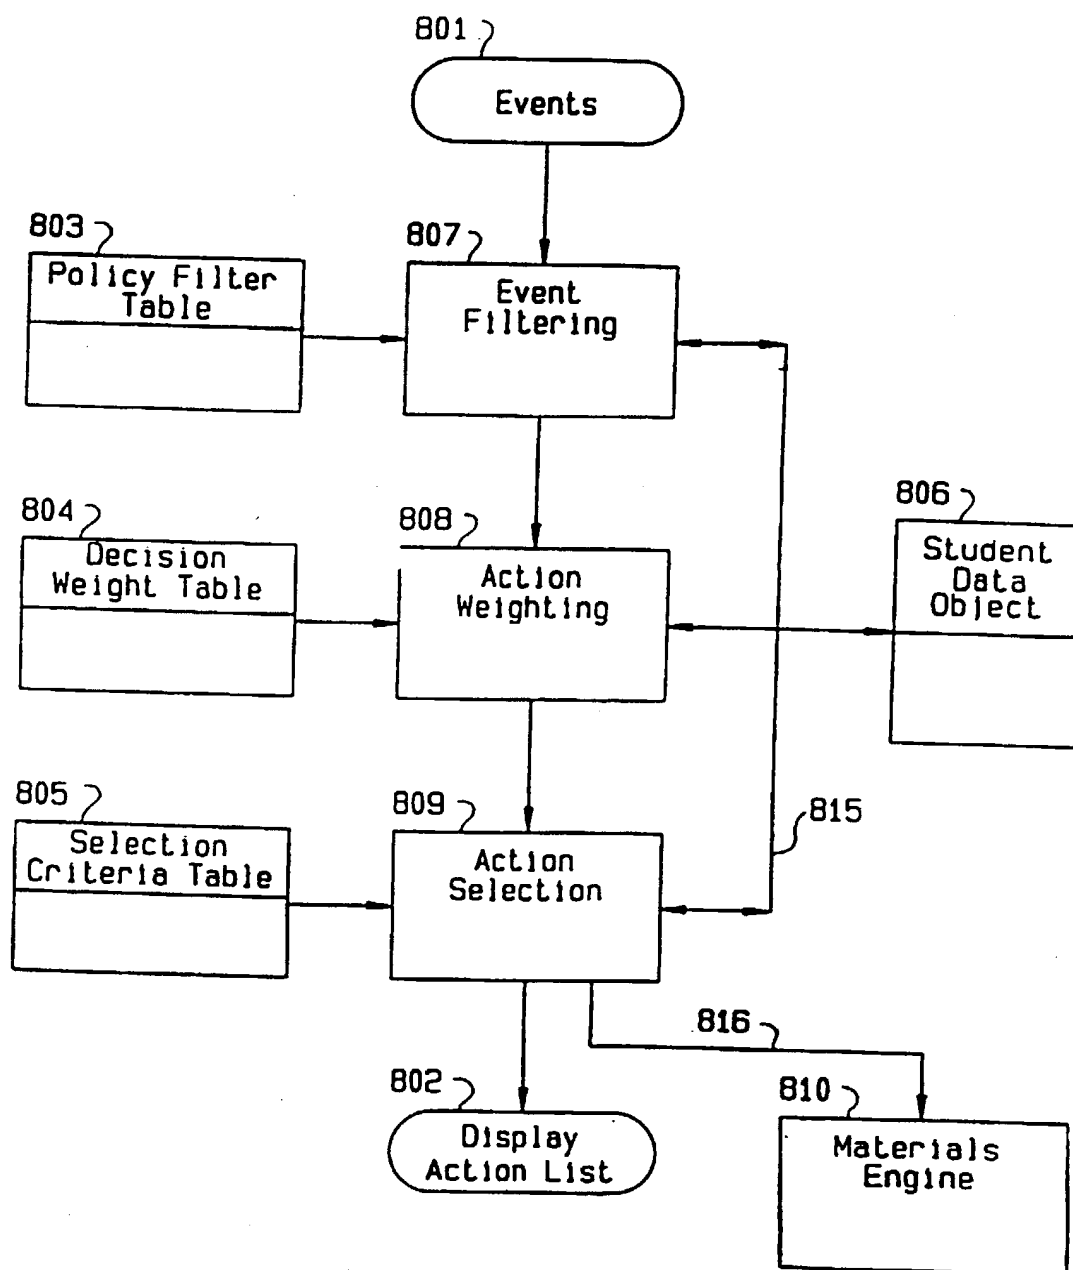 801
Events
803
Policy Filter
Table
807
Event
Filtering
804
Decision
Weight Table
808
Action
Weighting
806
Student
Data
Object
805
Selection
Criteria Table
809
Action
Selection
815
816
802
Display
Action List
810
Materials
Engine